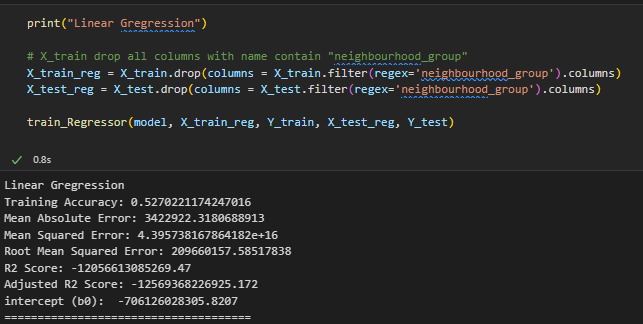 print("Linear Gregression")
# X_train drop all columns with name contain "neighbourhood_group"
X_train_reg = X_train.drop(columns = X_train.filter(regex='neighbourhood_group').columns)
X_test_reg = X_test.drop(columns = X_test.filter(regex='neighbourhood_group').columns)
train_Regressor(model, X_train_reg, Y_train, X_test_reg, Y_test)
0.8s
Linear Gregression
Training Accuracy: 0.5270221174247016
Mean Absolute Error: 3422922.3180688913
Mean Squared Error: 4.395738167864182e+16
Root Mean Squared Error: 209660157.58517838
R2 Score: -12056613085269.47
Adjusted R2 Score: -12569368226925.172
intercept (b0):  -706126028305.8207
=====================================